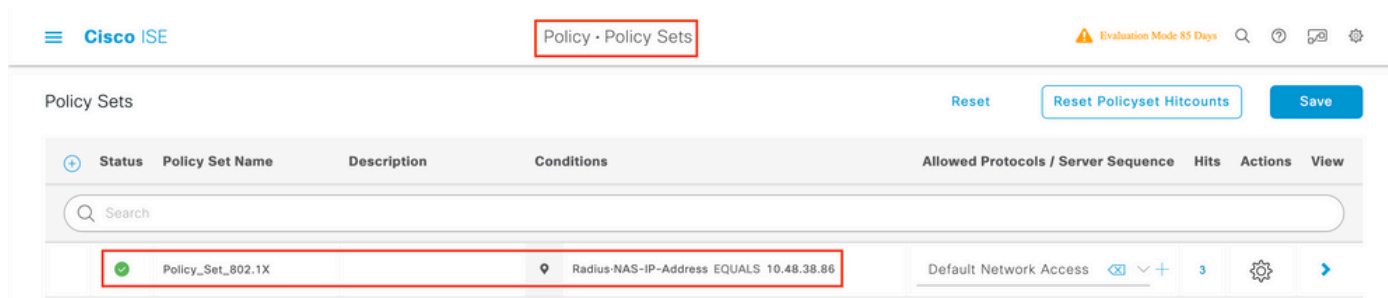 Cisco ISE Policy · Policy Sets Evaluation Mode 85 Days
Policy Sets Reset Reset Policyset Hitcounts Save
Status Policy Set Name Description Conditions Allowed Protocols / Server Sequence Hits Actions View
Search
Policy_Set_802.1X Radius-NAS-IP-Address EQUALS 10.48.38.86 Default Network Access 3